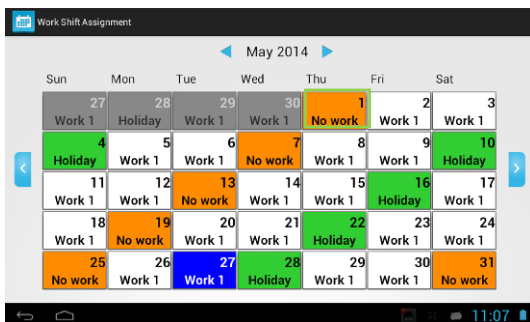 Work Shift Assignment
May 2014
Sun Mon Tue Wed Thu Fri Sat
27 28 29 30 1 2 3
Work 1 Holiday Work 1 Work 1 No work Work 1 Work 1
4 5 6 7 8 9 10
Holiday Work 1 Work 1 No work Work 1 Work 1 Holiday
11 12 13 14 15 16 17
Work 1 Work 1 No work Work 1 Work 1 Holiday Work 1
18 19 20 21 22 23 24
Work 1 No work Work 1 Work 1 Holiday Work 1 Work 1
25 26 27 28 29 30 31
No work Work 1 Work 1 Holiday Work 1 Work 1 No work
11:07